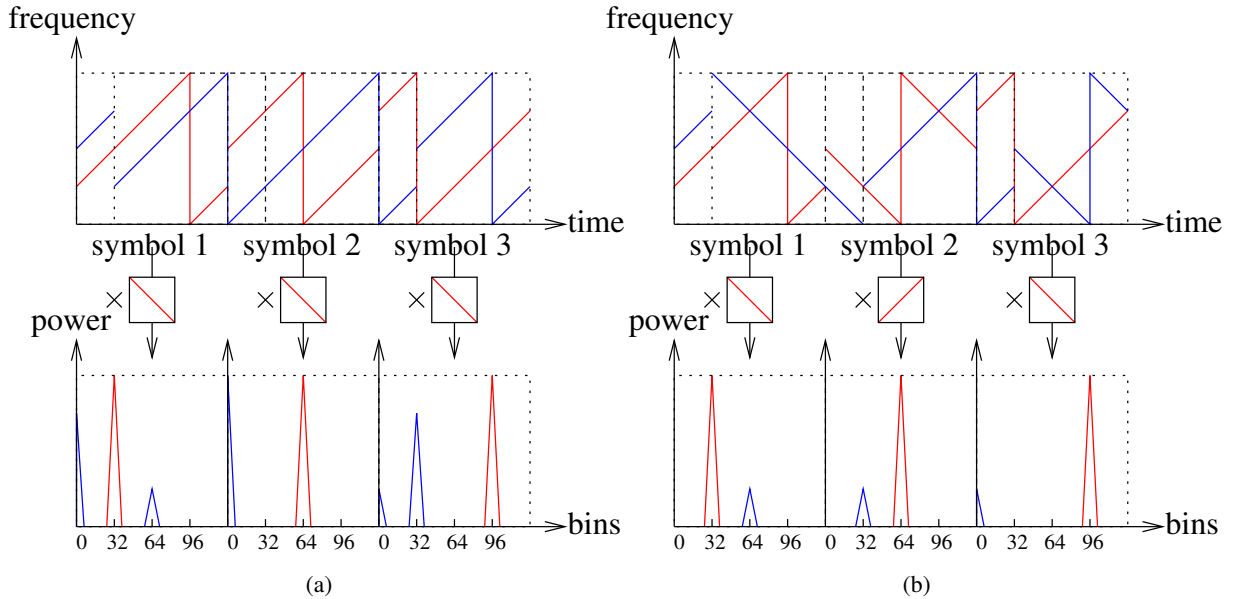 frequency
frequency
time
time
symbol 1 symbol 2 symbol 3
symbol 1 symbol 2 symbol 3
× × ×
× × ×
power
power
bins
bins
0 32 64 96 0 32 64 96 0 32 64 96
0 32 64 96 0 32 64 96 0 32 64 96
(a)
(b)